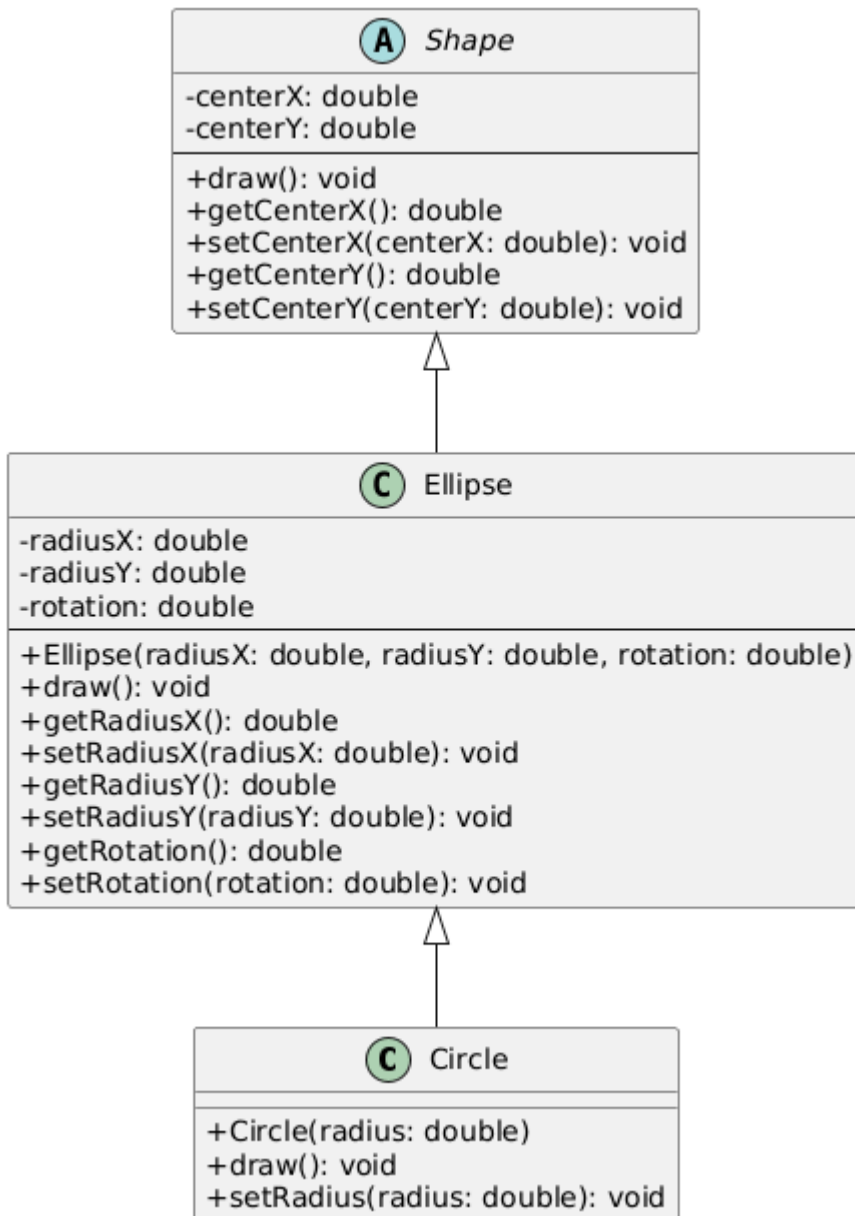 A Shape
-centerX: double
-centerY: double
+draw(): void
+getCenterX(): double
+setCenterX(centerX: double): void
+getCenterY(): double
+setCenterY(centerY: double): void
C Ellipse
-radiusX: double
-radiusY: double
-rotation: double
+Ellipse(radiusX: double, radiusY: double, rotation: double)
+draw(): void
+getRadiusX(): double
+setRadiusX(radiusX: double): void
+getRadiusY(): double
+setRadiusY(radiusY: double): void
+getRotation(): double
+setRotation(rotation: double): void
C Circle
+Circle(radius: double)
+draw(): void
+setRadius(radius: double): void